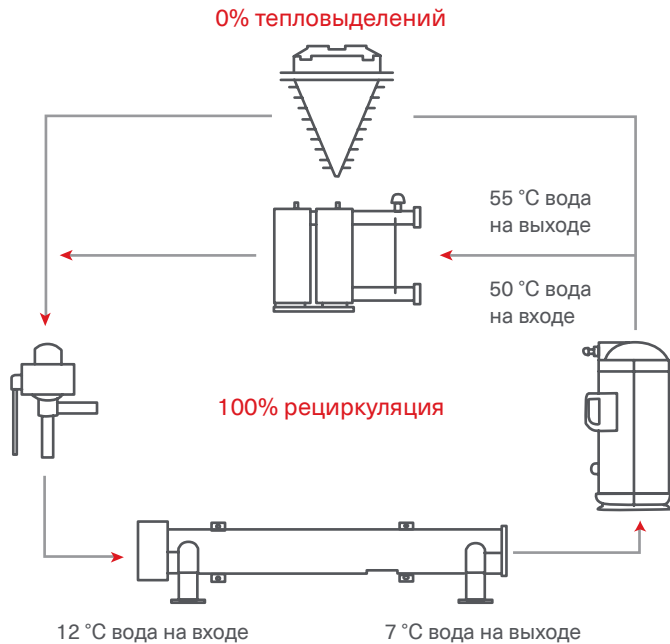 0% тепловыделений
55 °C вода
на выходе
50 °C вода
на входе
100% рециркуляция
12 °C вода на входе
7 °C вода на выходе